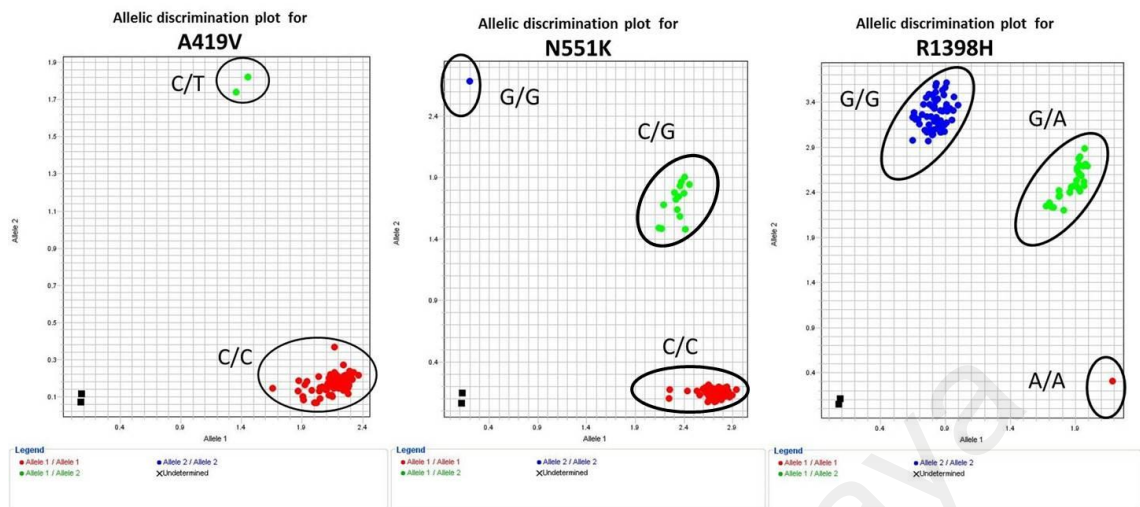 Allelic discrimination plot for
A419V
C/T
C/C
Allele 2
1.9
1.7
1.5
1.3
1.1
0.9
0.7
0.5
0.3
0.1
0.4
0.9
1.4
1.9
2.4
Allele 1
Legend
Allele 1 / Allele 1
Allele 2 / Allele 2
Allele 1 / Allele 2
Undetermined
Allelic discrimination plot for
N551K
G/G
C/G
C/C
Allele 2
2.4
1.9
1.4
0.9
0.4
0.4
0.9
1.4
1.9
2.4
2.9
Allele 1
Legend
Allele 1 / Allele 1
Allele 2 / Allele 2
Allele 1 / Allele 2
Undetermined
Allelic discrimination plot for
R1398H
G/G
G/A
A/A
Allele 2
3.4
2.9
2.4
1.9
1.4
0.9
0.4
0.4
0.9
1.4
1.9
Allele 1
Legend
Allele 1 / Allele 1
Allele 2 / Allele 2
Allele 1 / Allele 2
Undetermined
aya